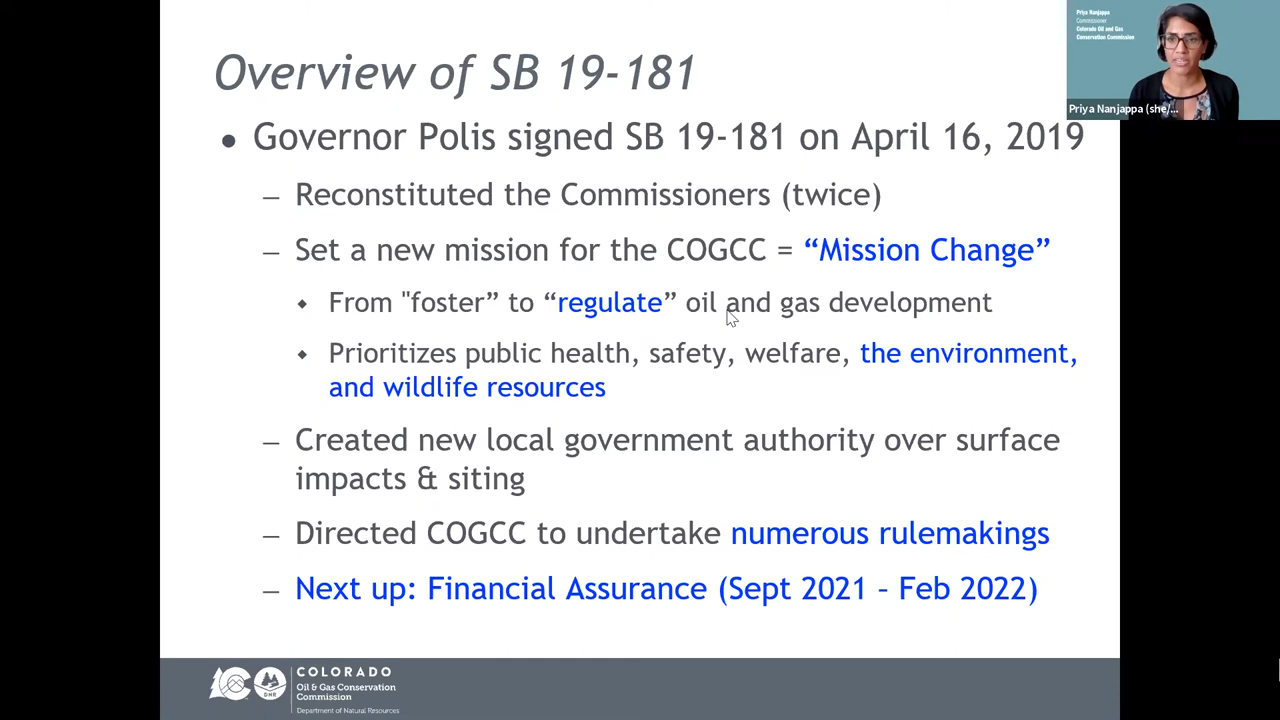 Overview of SB 19-181
• Governor Polis signed SB 19-181 on April 16, 2019
– Reconstituted the Commissioners (twice)
– Set a new mission for the COGCC = “Mission Change”
◆ From "foster” to “regulate” oil and gas development
◆ Prioritizes public health, safety, welfare, the environment,
and wildlife resources
– Created new local government authority over surface
impacts & siting
– Directed COGCC to undertake numerous rulemakings
– Next up: Financial Assurance (Sept 2021 – Feb 2022)
Priya Nanjappa
Commissioner
Colorado Oil and Gas
Conservation Commission
Priya Nanjappa (she/...
DNR
COLORADO
Oil & Gas Conservation
Commission
Department of Natural Resources